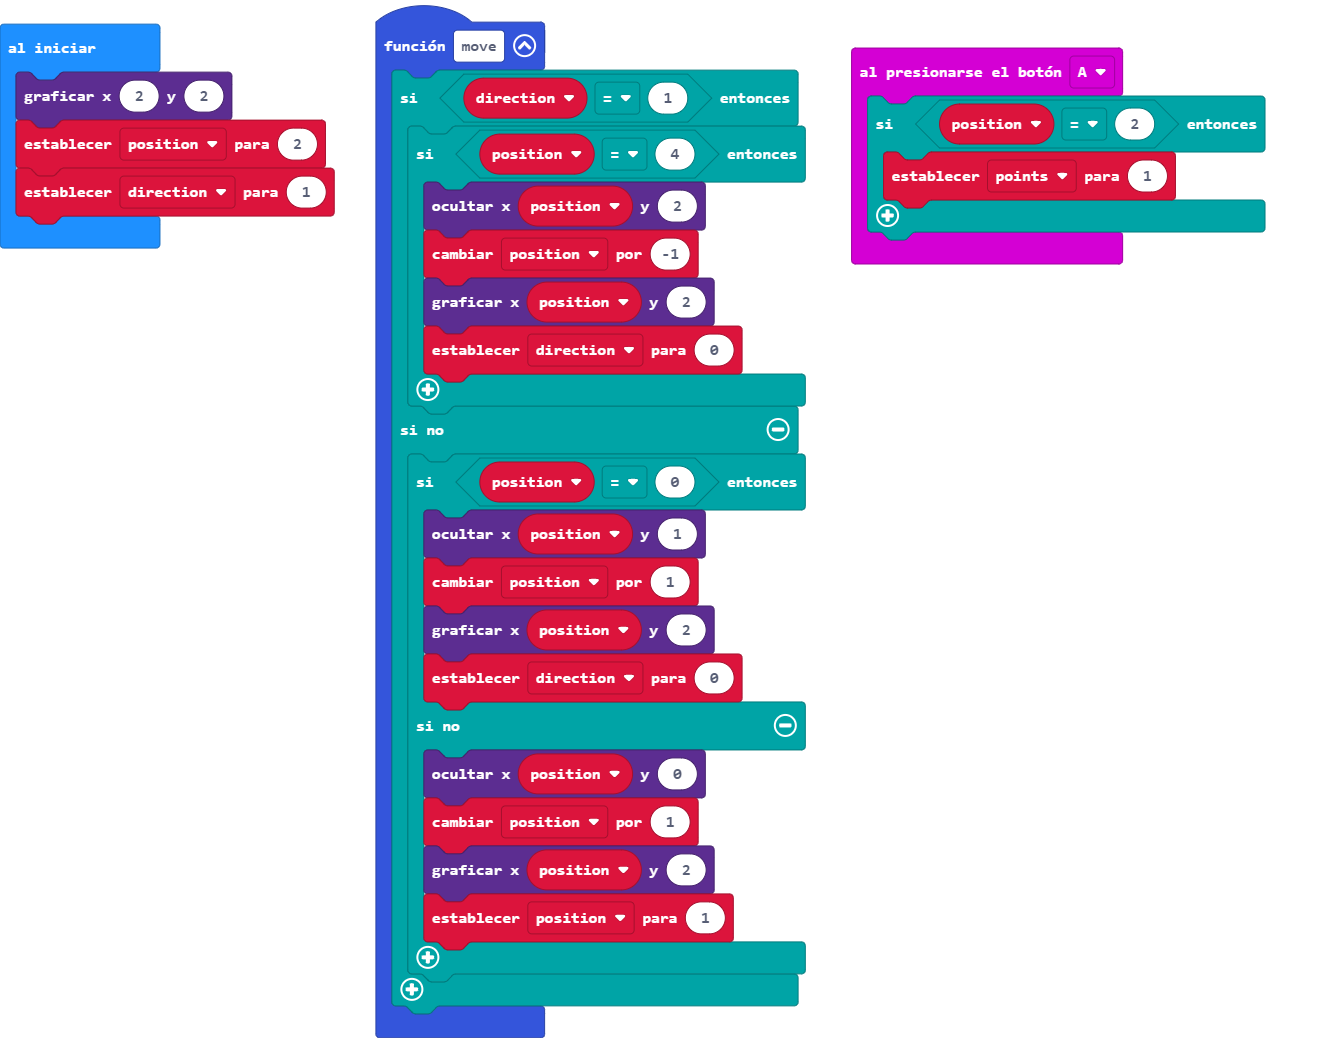 al iniciar
graficar x 2 y 2
establecer position para 2
establecer direction para 1
función move
si direction = 1 entonces
si position = 4 entonces
ocultar x position y 2
cambiar position por -1
graficar x position y 2
establecer direction para 0
si no
si position = 0 entonces
ocultar x position y 1
cambiar position por 1
graficar x position y 2
establecer direction para 0
si no
ocultar x position y 0
cambiar position por 1
graficar x position y 2
establecer position para 1
al presionarse el botón A
si position = 2 entonces
establecer points para 1